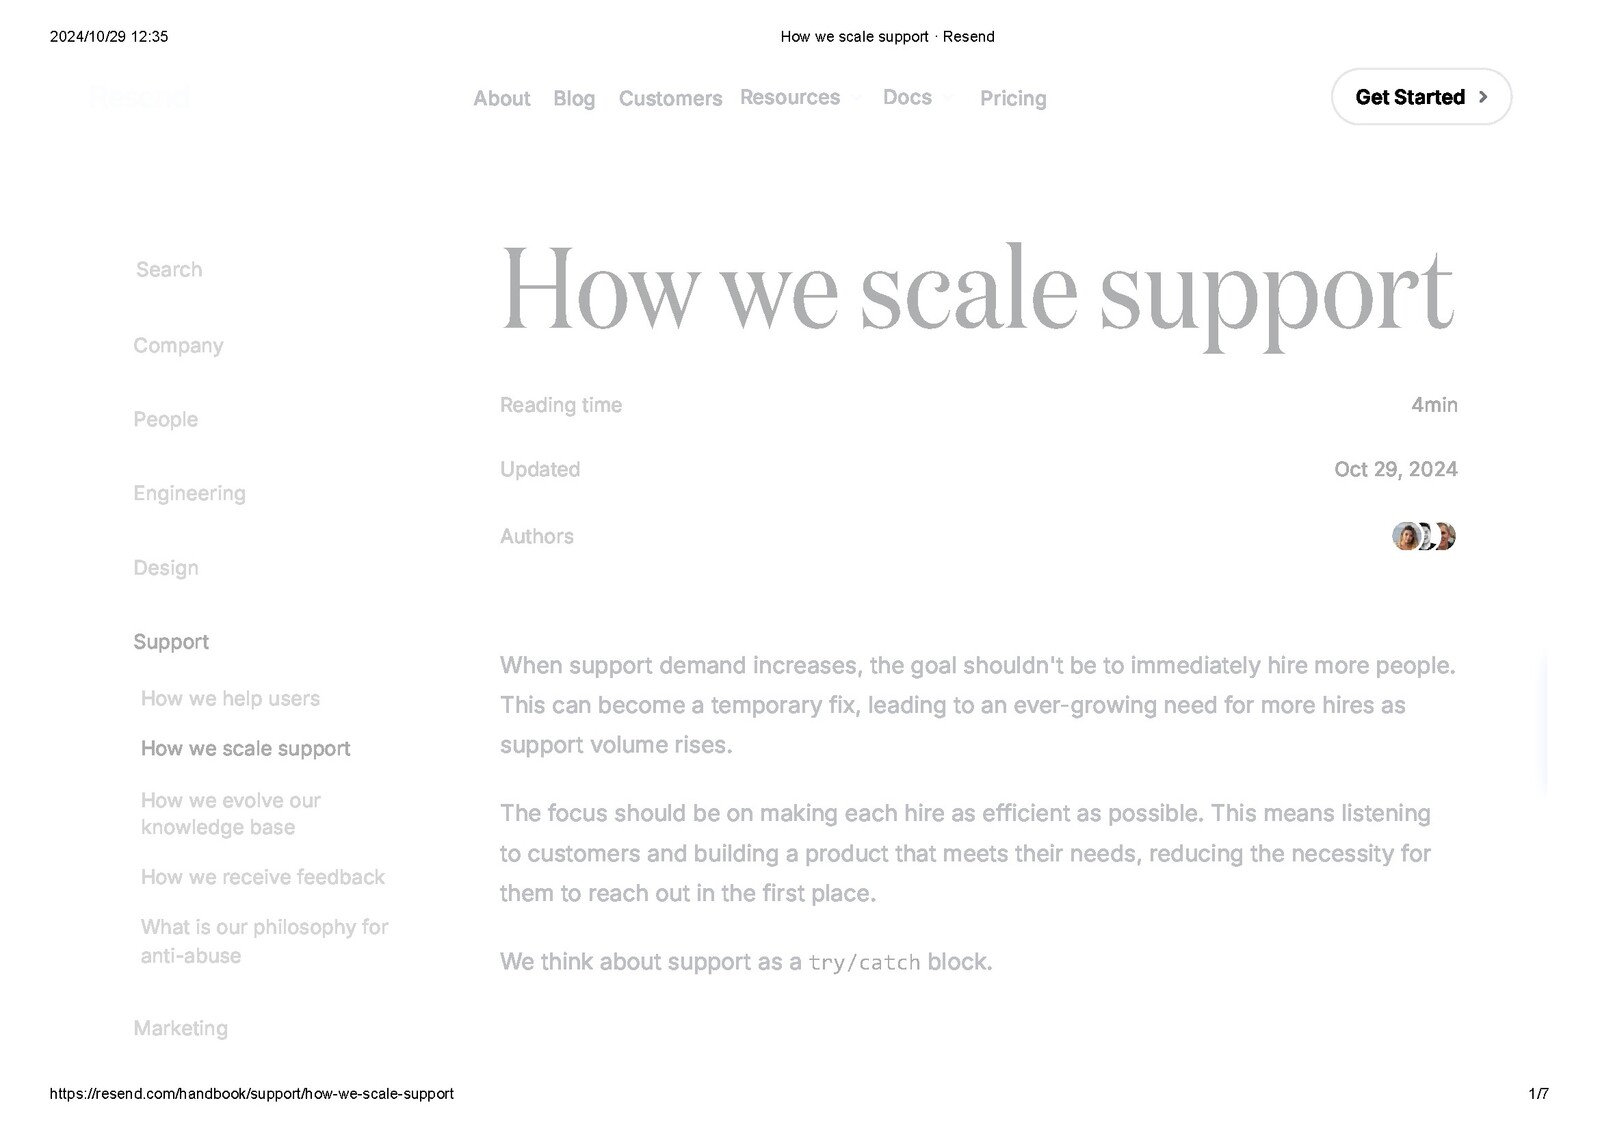 2024/10/29 12:35
How we scale support · Resend
Resend
About Blog Customers Resources Docs Pricing
Get Started
Search
Company
People
Engineering
Design
Support
How we help users
How we scale support
How we evolve our
knowledge base
How we receive feedback
What is our philosophy for
anti-abuse
Marketing
How we scale support
Reading time 4min
Updated Oct 29, 2024
Authors
When support demand increases, the goal shouldn't be to immediately hire more people.
This can become a temporary fix, leading to an ever-growing need for more hires as
support volume rises.
The focus should be on making each hire as efficient as possible. This means listening
to customers and building a product that meets their needs, reducing the necessity for
them to reach out in the first place.
We think about support as a try/catch block.
https://resend.com/handbook/support/how-we-scale-support
1/7